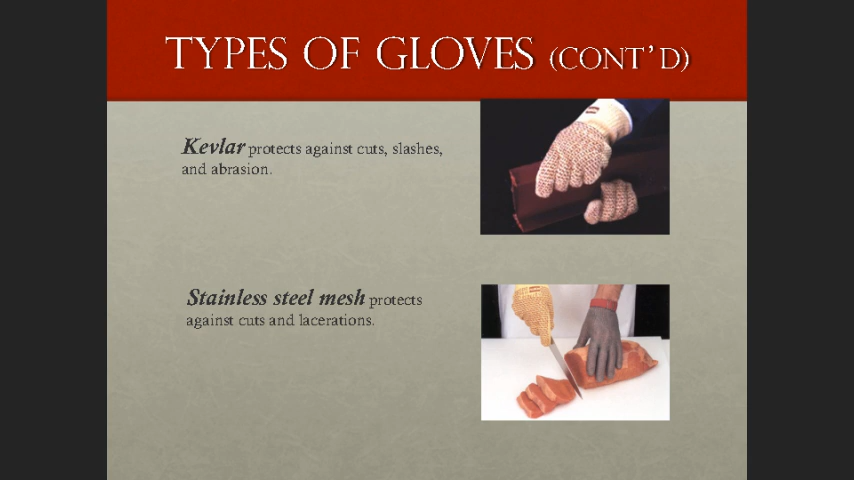 TYPES OF GLOVES (CONT'D)
Kevlar protects against cuts, slashes,
and abrasion.
Stainless steel mesh protects
against cuts and lacerations.